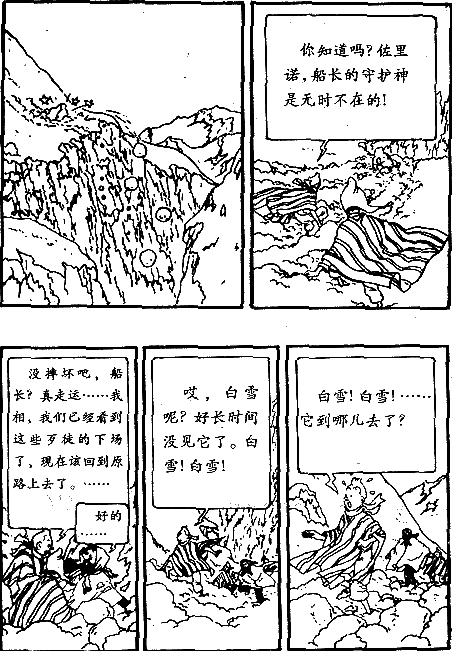 你知道吗？佐里
诺，船长的守护神
是无时不在的！
没摔坏吧，船
长？真走运……我
相，我们已经看到
这些歹徒的下场
了，现在该回到原
路上去了。……
好的
……
哎，白雪
呢？好长时间
没见它了。白
雪！白雪！
白雪！白雪！……
它到哪儿去了？